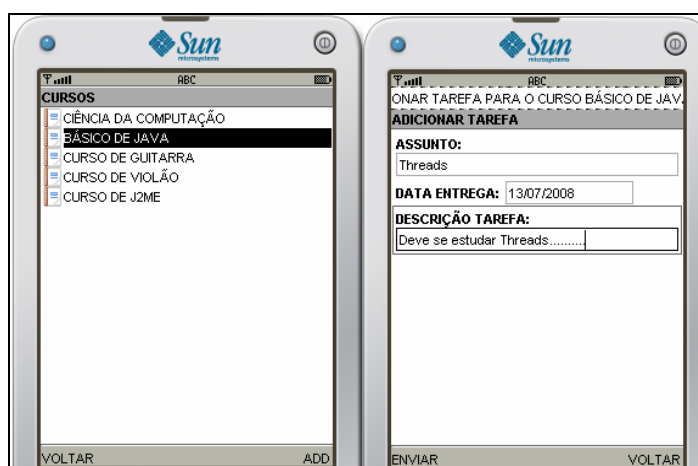 Sun
microsystems
ABC
CURSOS
CIÊNCIA DA COMPUTAÇÃO
BÁSICO DE JAVA
CURSO DE GUITARRA
CURSO DE VIOLÃO
CURSO DE J2ME
VOLTAR ADD
Sun
microsystems
ABC
ONAR TAREFA PARA O CURSO BÁSICO DE JAV
ADICIONAR TAREFA
ASSUNTO:
Threads
DATA ENTREGA: 13/07/2008
DESCRIÇÃO TAREFA:
Deve se estudar Threads.........
ENVIAR VOLTAR